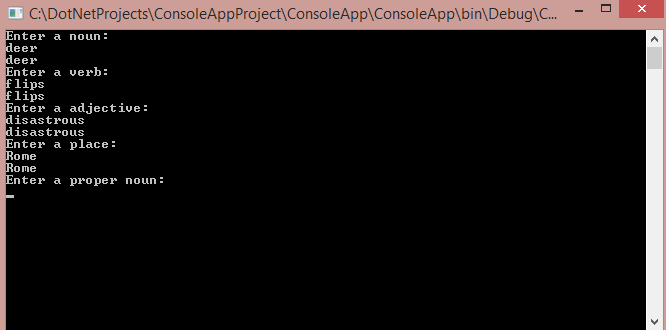 C:\DotNetProjects\ConsoleAppProject\ConsoleApp\ConsoleApp\bin\Debug\C...
Enter a noun:
deer
deer
Enter a verb:
flips
flips
Enter a adjective:
disastrous
disastrous
Enter a place:
Rome
Rome
Enter a proper noun: